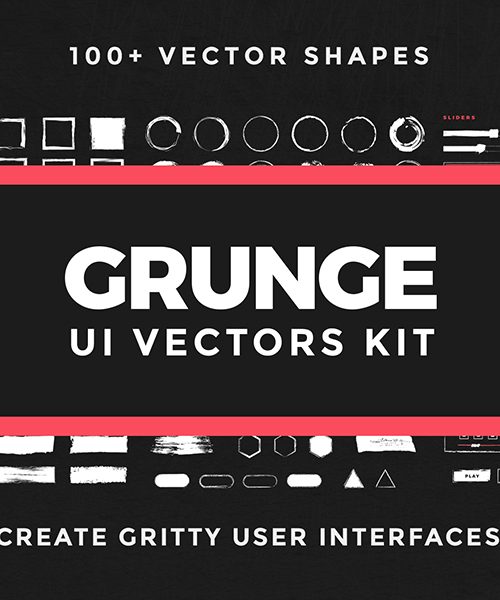 100+ VECTOR SHAPES
SLIDERS
GRUNGE
UI VECTORS KIT
PLAY
CREATE GRITTY USER INTERFACES